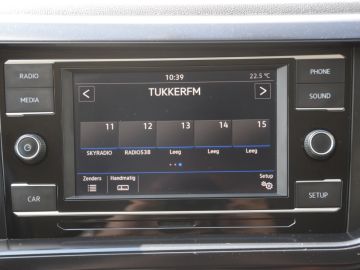 RADIO
MEDIA
CAR
10:39 22.5 °C
< TUKKERFM >
11 12 13 14 15
SKYRADIO RADIO538 Leeg Leeg Leeg
Zenders Handmatig Setup
PHONE
SOUND
SETUP